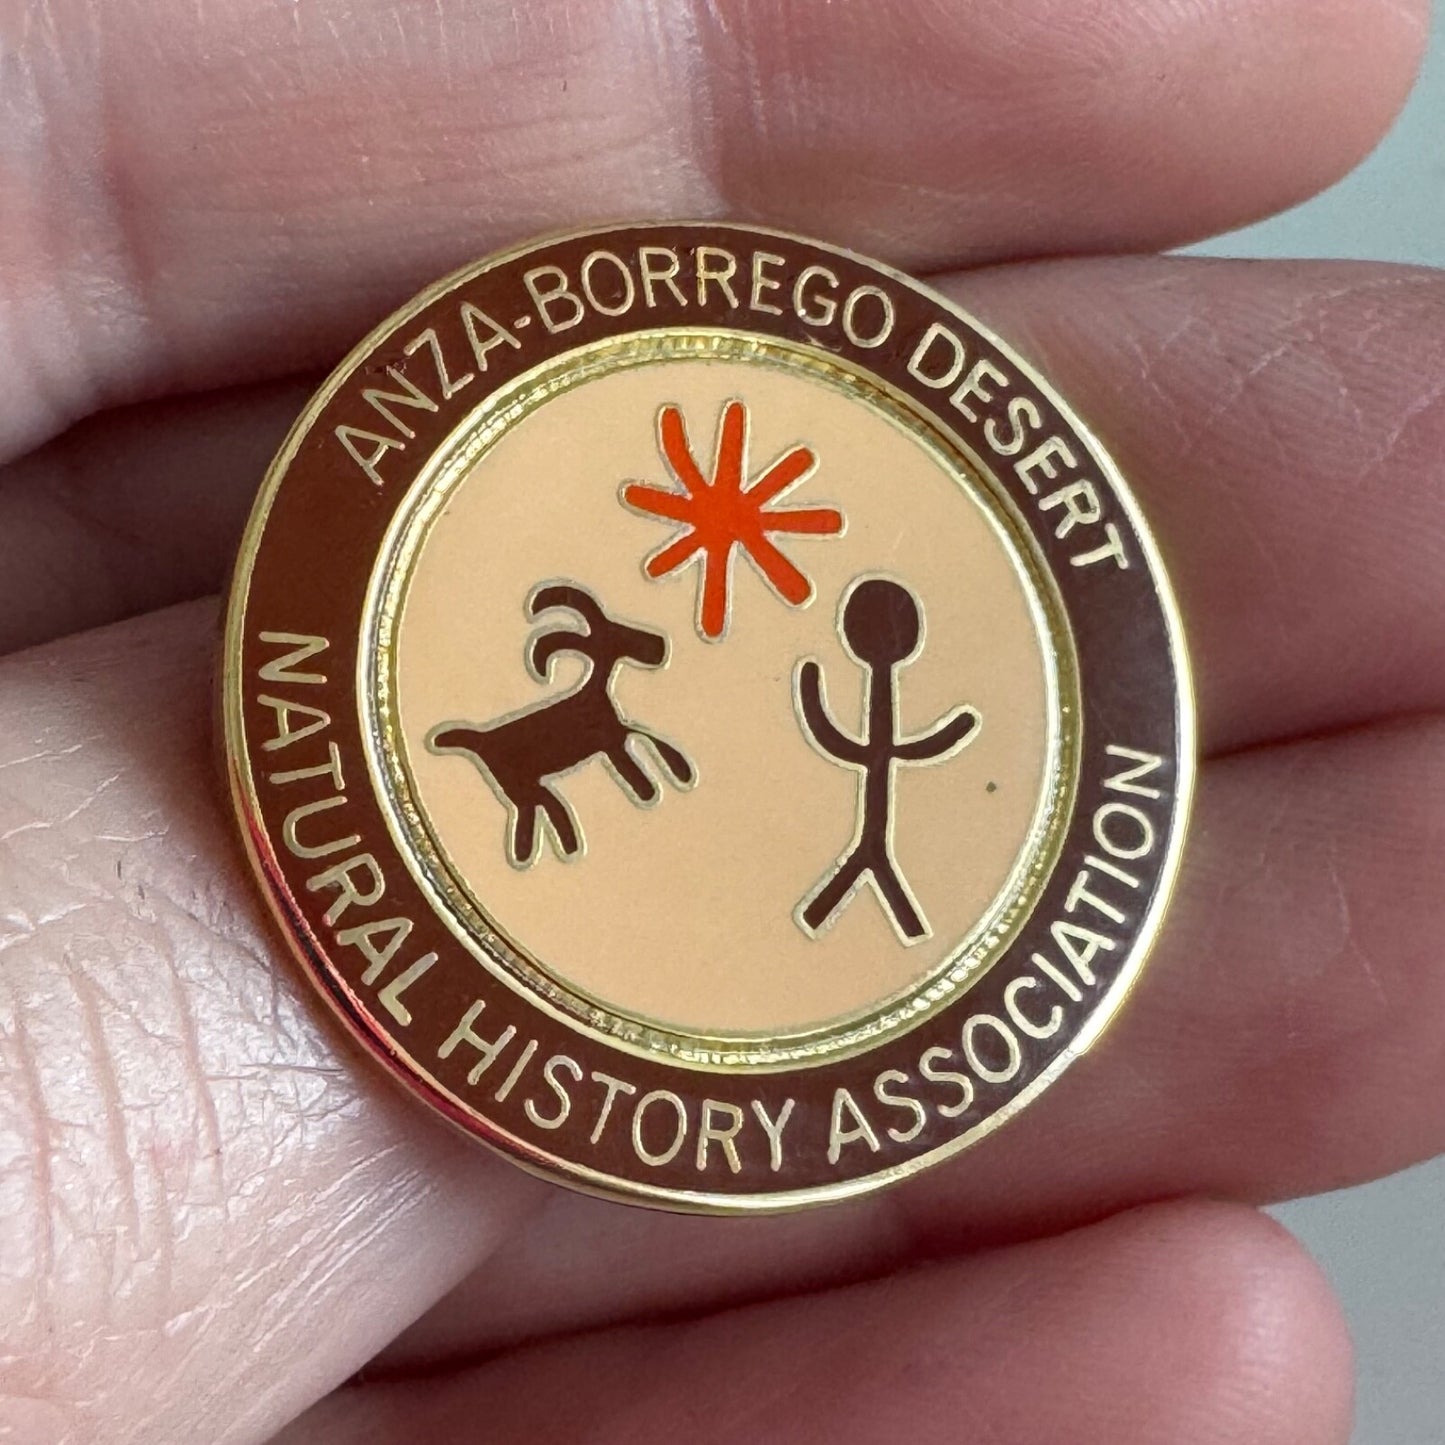 ANZA-BORREGO DESERT
NATURAL HISTORY ASSOCIATION